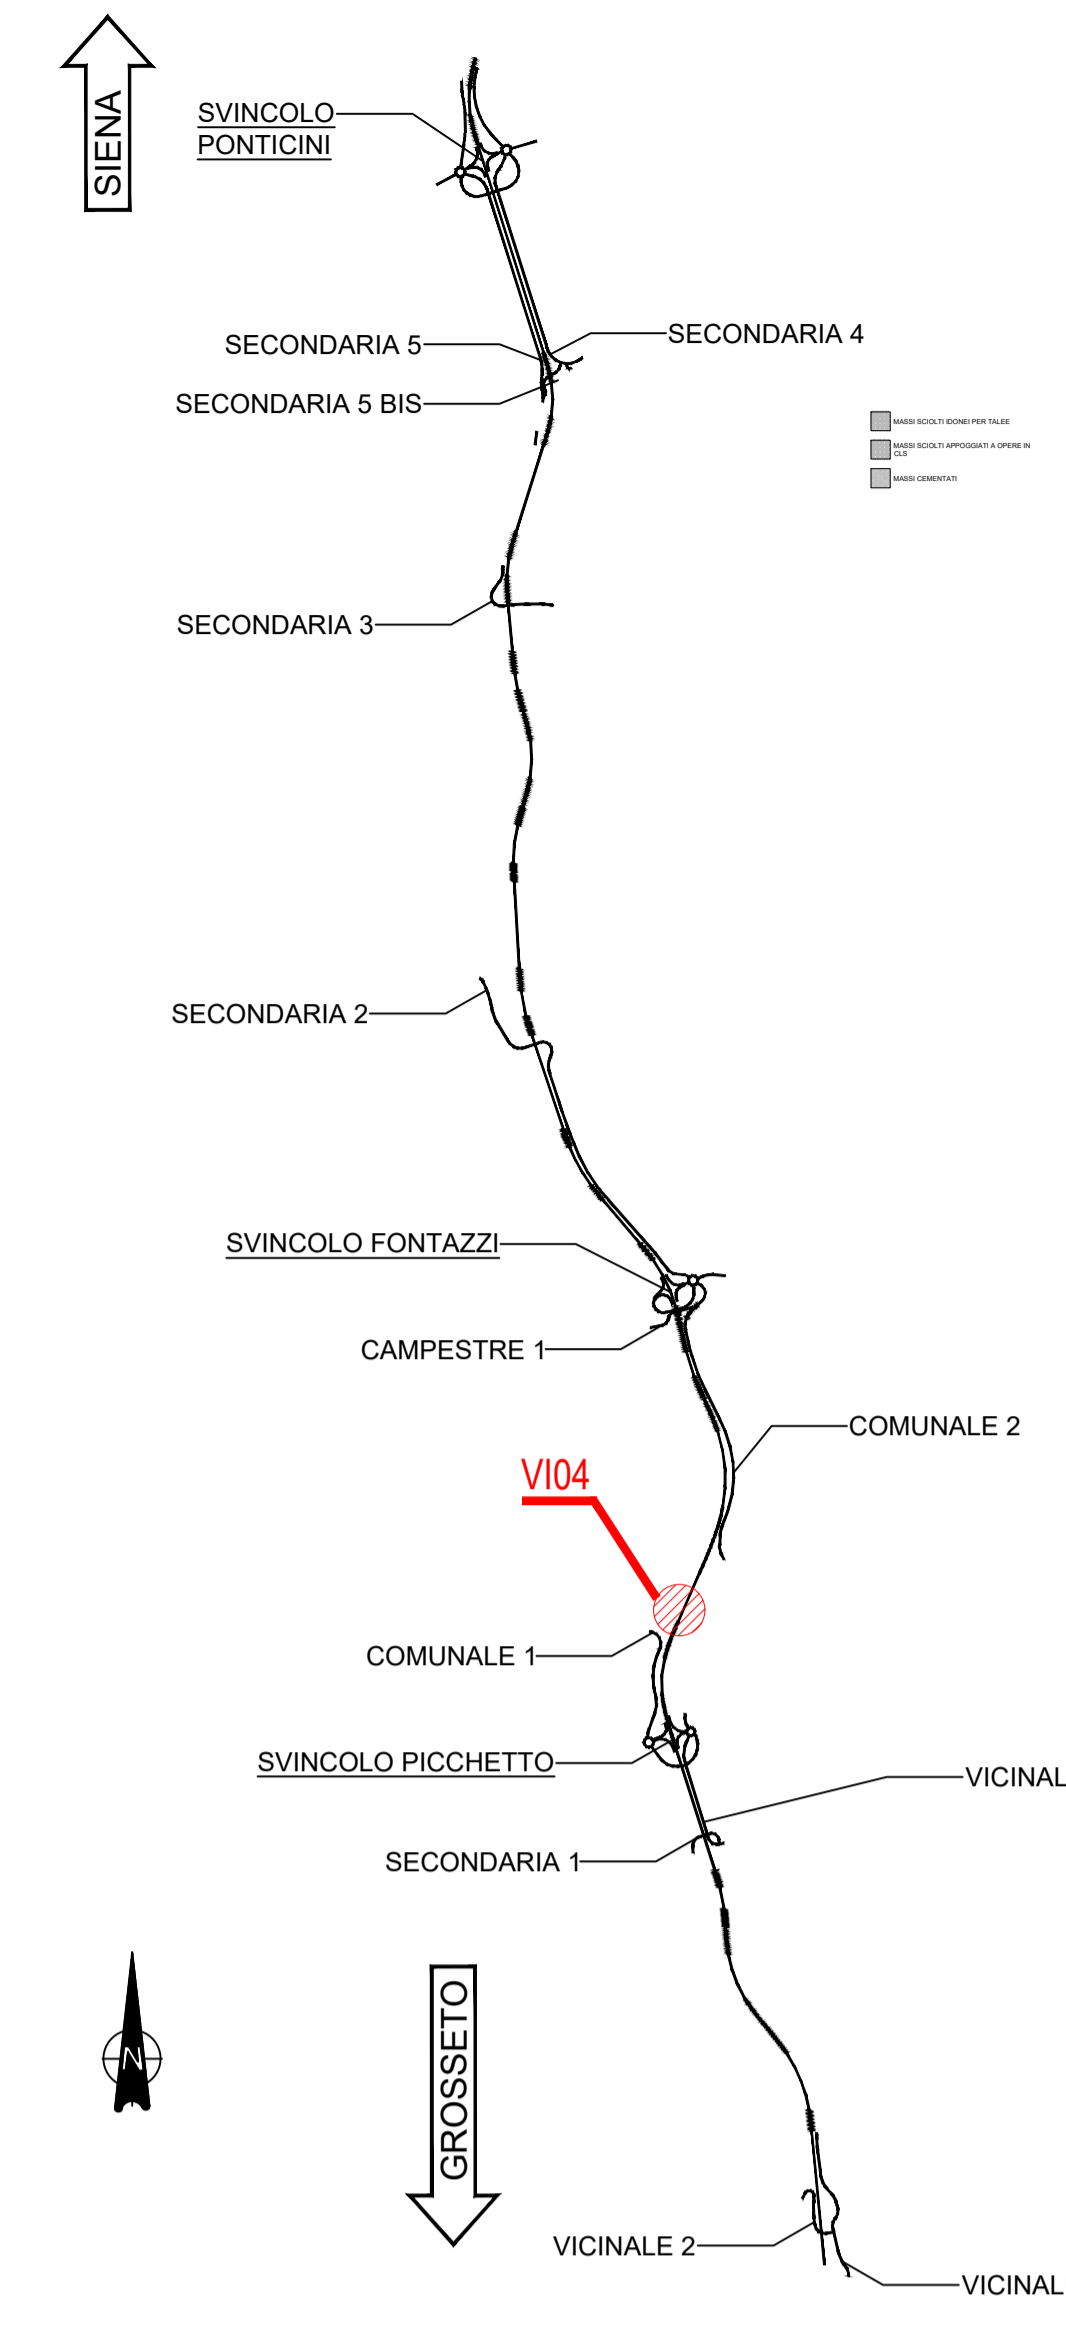 SIENA
SVINCOLO
PONTICINI
SECONDARIA 4
SECONDARIA 5
SECONDARIA 5 BIS
MASSI SCIOLTI IDONEI PER TALEE
MASSI SCIOLTI APPOGGIATI A OPERE IN
CLS
MASSI CEMENTATI
SECONDARIA 3
SECONDARIA 2
SVINCOLO FONTAZZI
CAMPESTRE 1
COMUNALE 2
VI04
COMUNALE 1
SVINCOLO PICCHETTO
VICINAL
SECONDARIA 1
N
GROSSETO
VICINALE 2
VICINAL